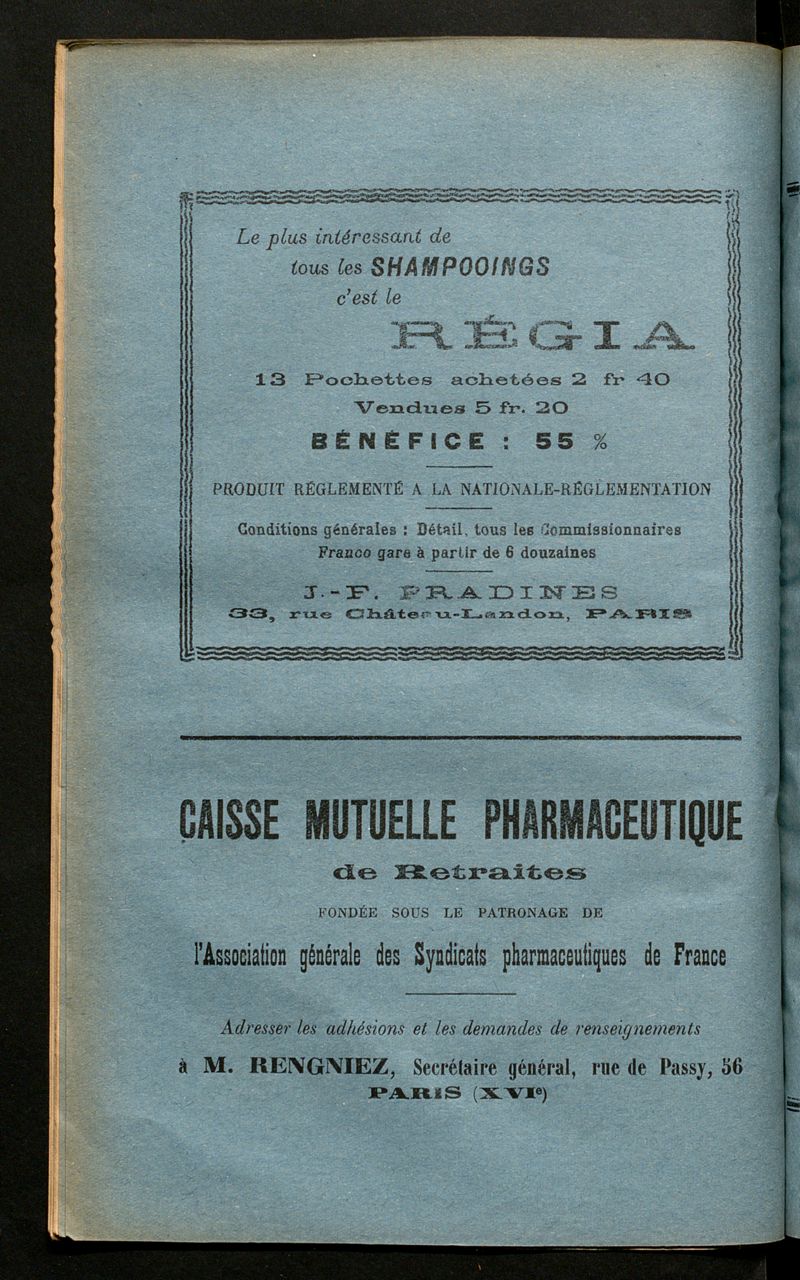 Le plus intéressant de
tous les SHAMPOOINGS
c'est le
RÉGIA
13 Pochettes achetées 2 fr 40
Vendues 5 fr. 20
BÉNÉFICE : 55 %
PRODUIT RÉGLEMENTÉ A LA NATIONALE-RÉGLEMENTATION
Conditions générales : Détail, tous les Commissionnaires
Franco gare à partir de 6 douzaines
J.-F. PRADINES
33, rue Château-Landon, PARIS
CAISSE MUTUELLE PHARMACEUTIQUE
de Retraites
FONDÉE SOUS LE PATRONAGE DE
l'Association générale des Syndicats pharmaceutiques de France
Adresser les adhésions et les demandes de renseignements
à M. RENGNIEZ, Secrétaire général, rue de Passy, 56
PARIS (XVIe)